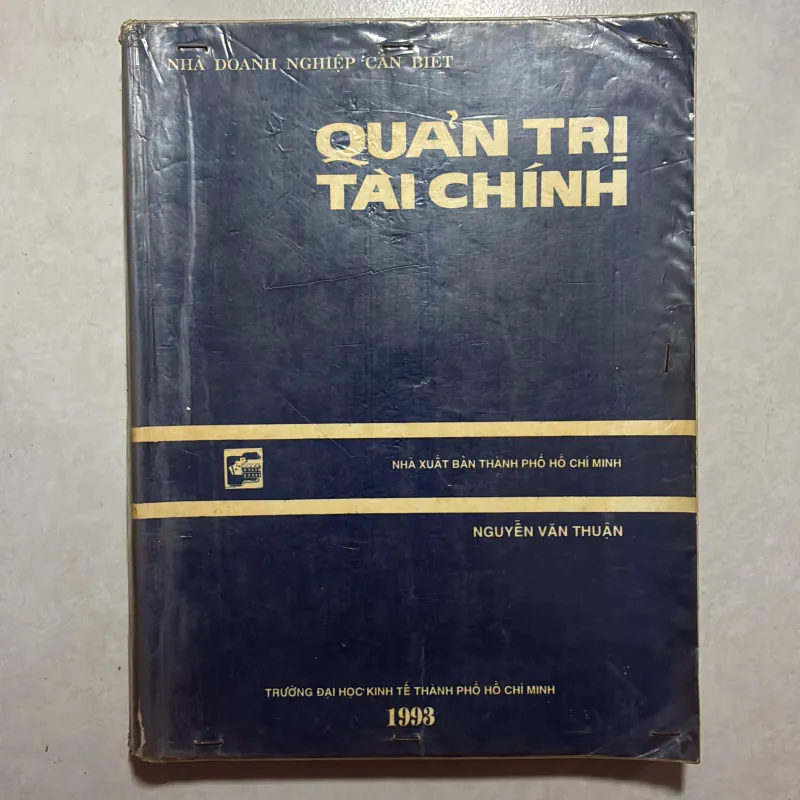 NHÀ DOANH NGHIỆP CẦN BIẾT
QUẢN TRỊ
TÀI CHÍNH
NHÀ XUẤT BẢN THÀNH PHỐ HỒ CHÍ MINH
NGUYỄN VĂN THUẬN
TRƯỜNG ĐẠI HỌC KINH TẾ THÀNH PHỐ HỒ CHÍ MINH
1993